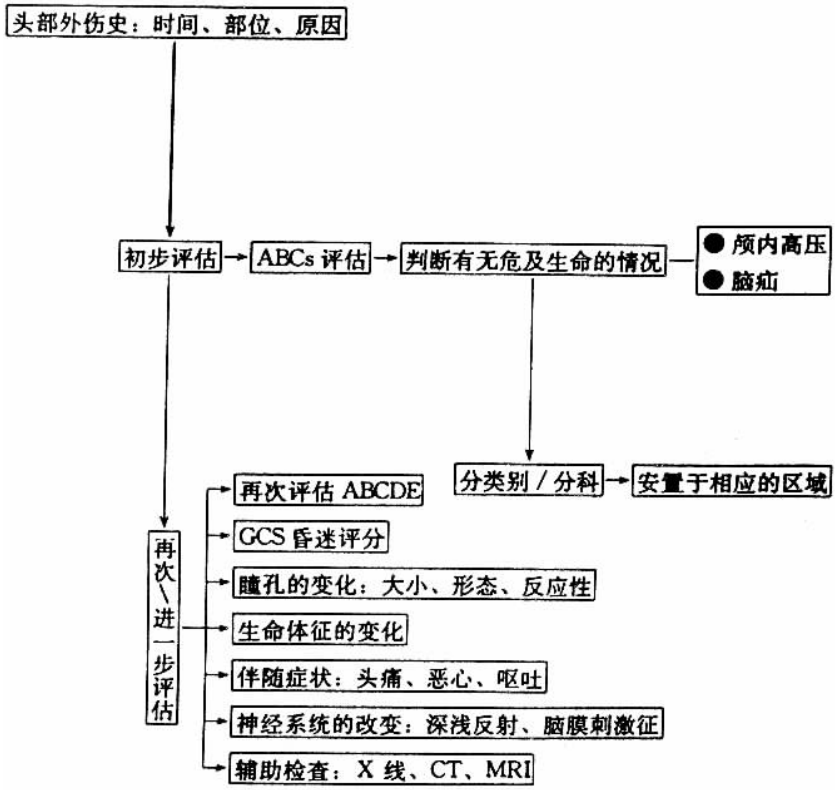 头部外伤史：时间、部位、原因
初步评估
ABCs 评估
判断有无危及生命的情况
● 颅内高压
● 脑疝
分类别 / 分科
安置于相应的区域
再次\进一步评估
再次评估 ABCDE
GCS 昏迷评分
瞳孔的变化：大小、形态、反应性
生命体征的变化
伴随症状：头痛、恶心、呕吐
神经系统的改变：深浅反射、脑膜刺激征
辅助检查：X 线、CT、MRI